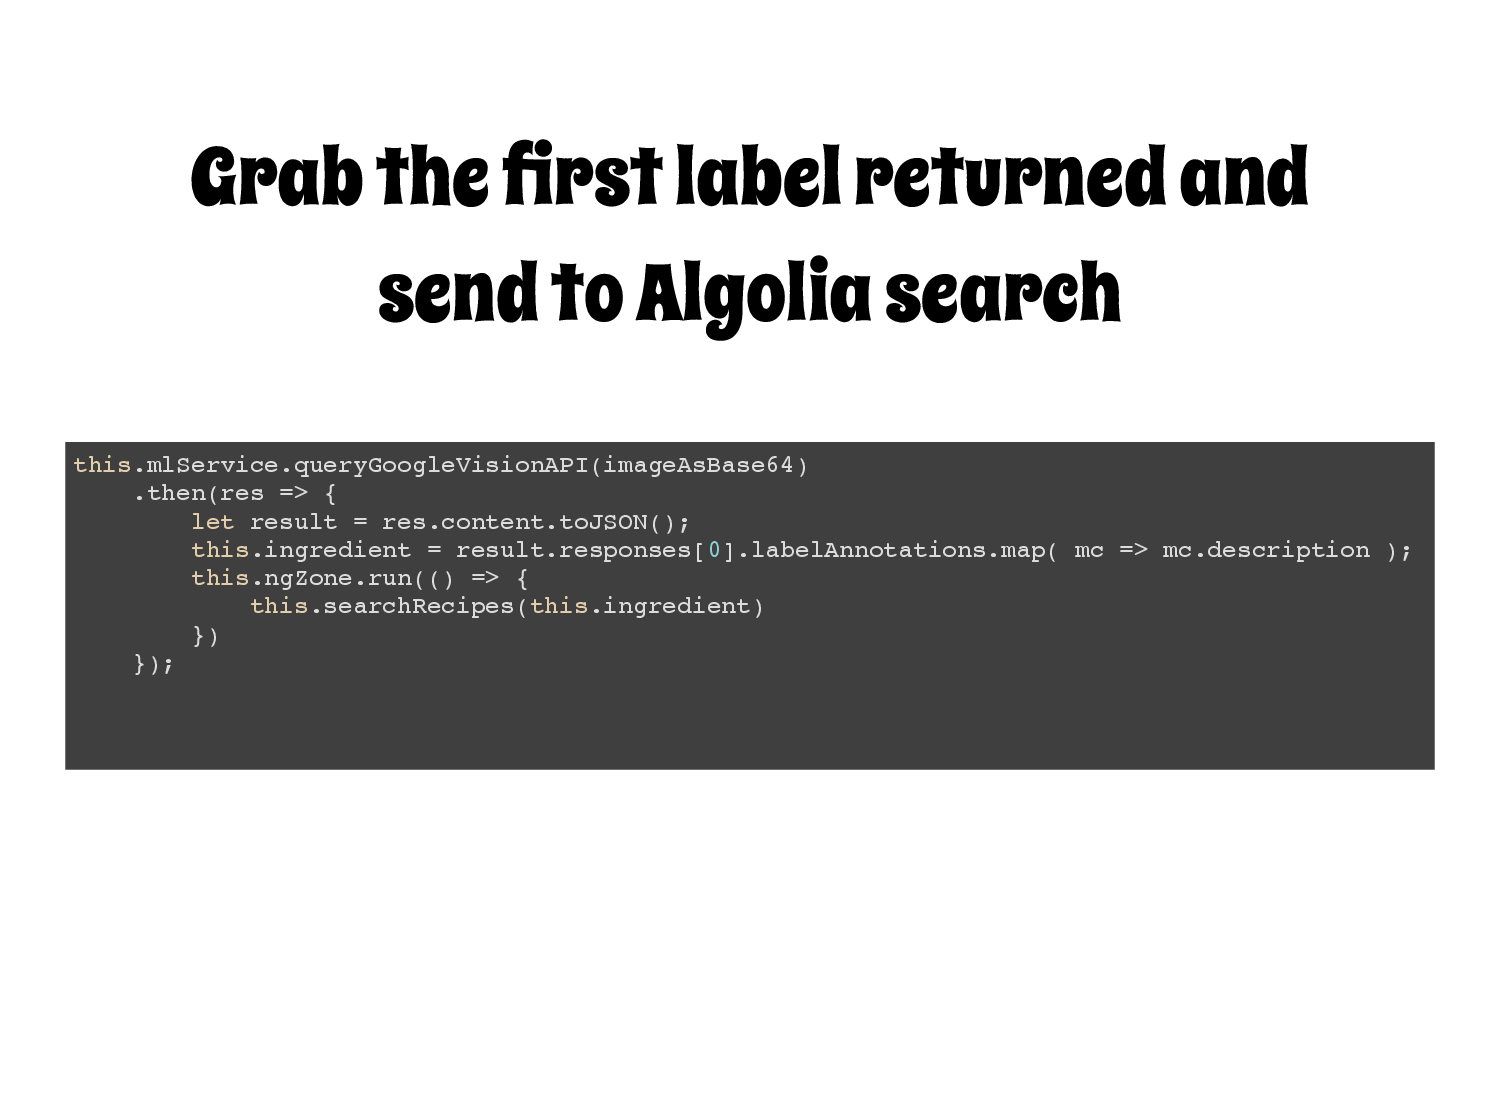 Grab the first label returned and
send to Algolia search
this.mlService.queryGoogleVisionAPI(imageAsBase64)
    .then(res => {
        let result = res.content.toJSON();
        this.ingredient = result.responses[0].labelAnnotations.map( mc => mc.description );
        this.ngZone.run(() => {
            this.searchRecipes(this.ingredient)
        })
    });